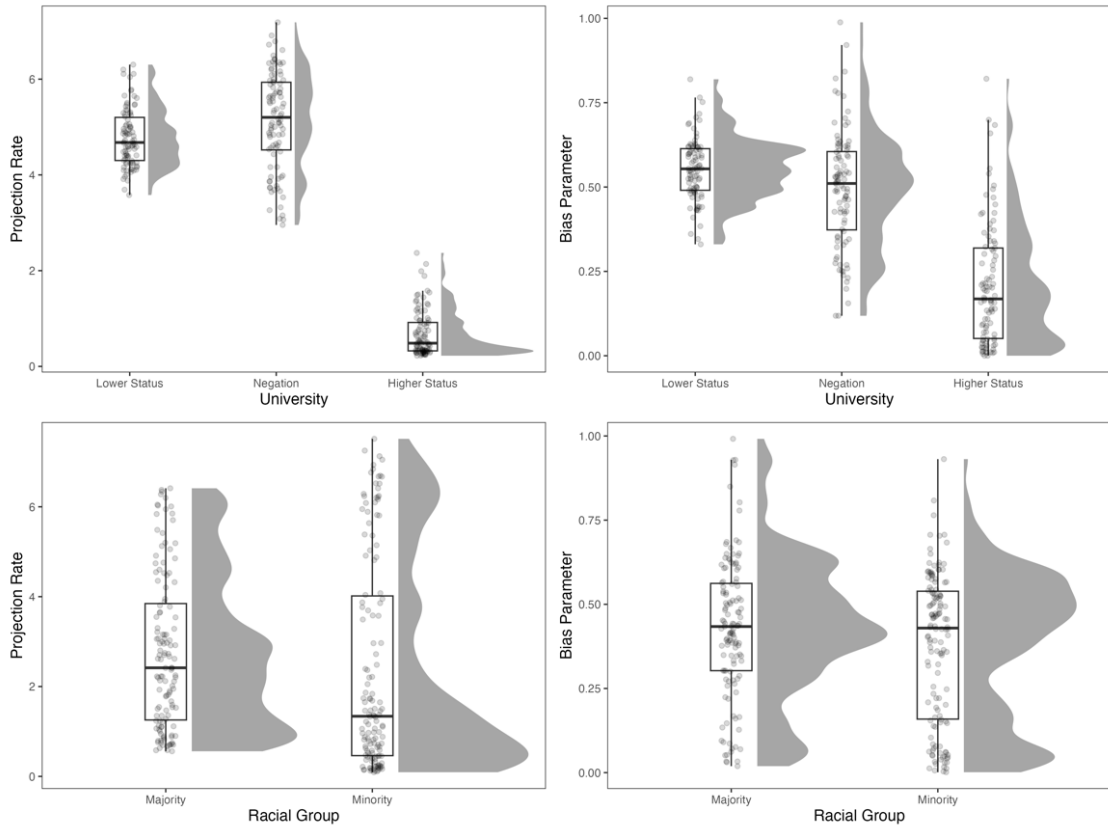 Projection Rate
6
4
2
0
Lower Status Negation Higher Status
University
Bias Parameter
1.00
0.75
0.50
0.25
0.00
Lower Status Negation Higher Status
University
Projection Rate
6
4
2
0
Majority Minority
Racial Group
Bias Parameter
1.00
0.75
0.50
0.25
0.00
Majority Minority
Racial Group